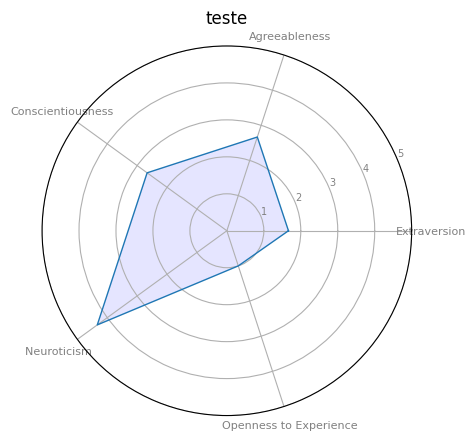 teste
Agreeableness
Conscientiousness
5
4
3
2
1
Extraversion
Neuroticism
Openness to Experience